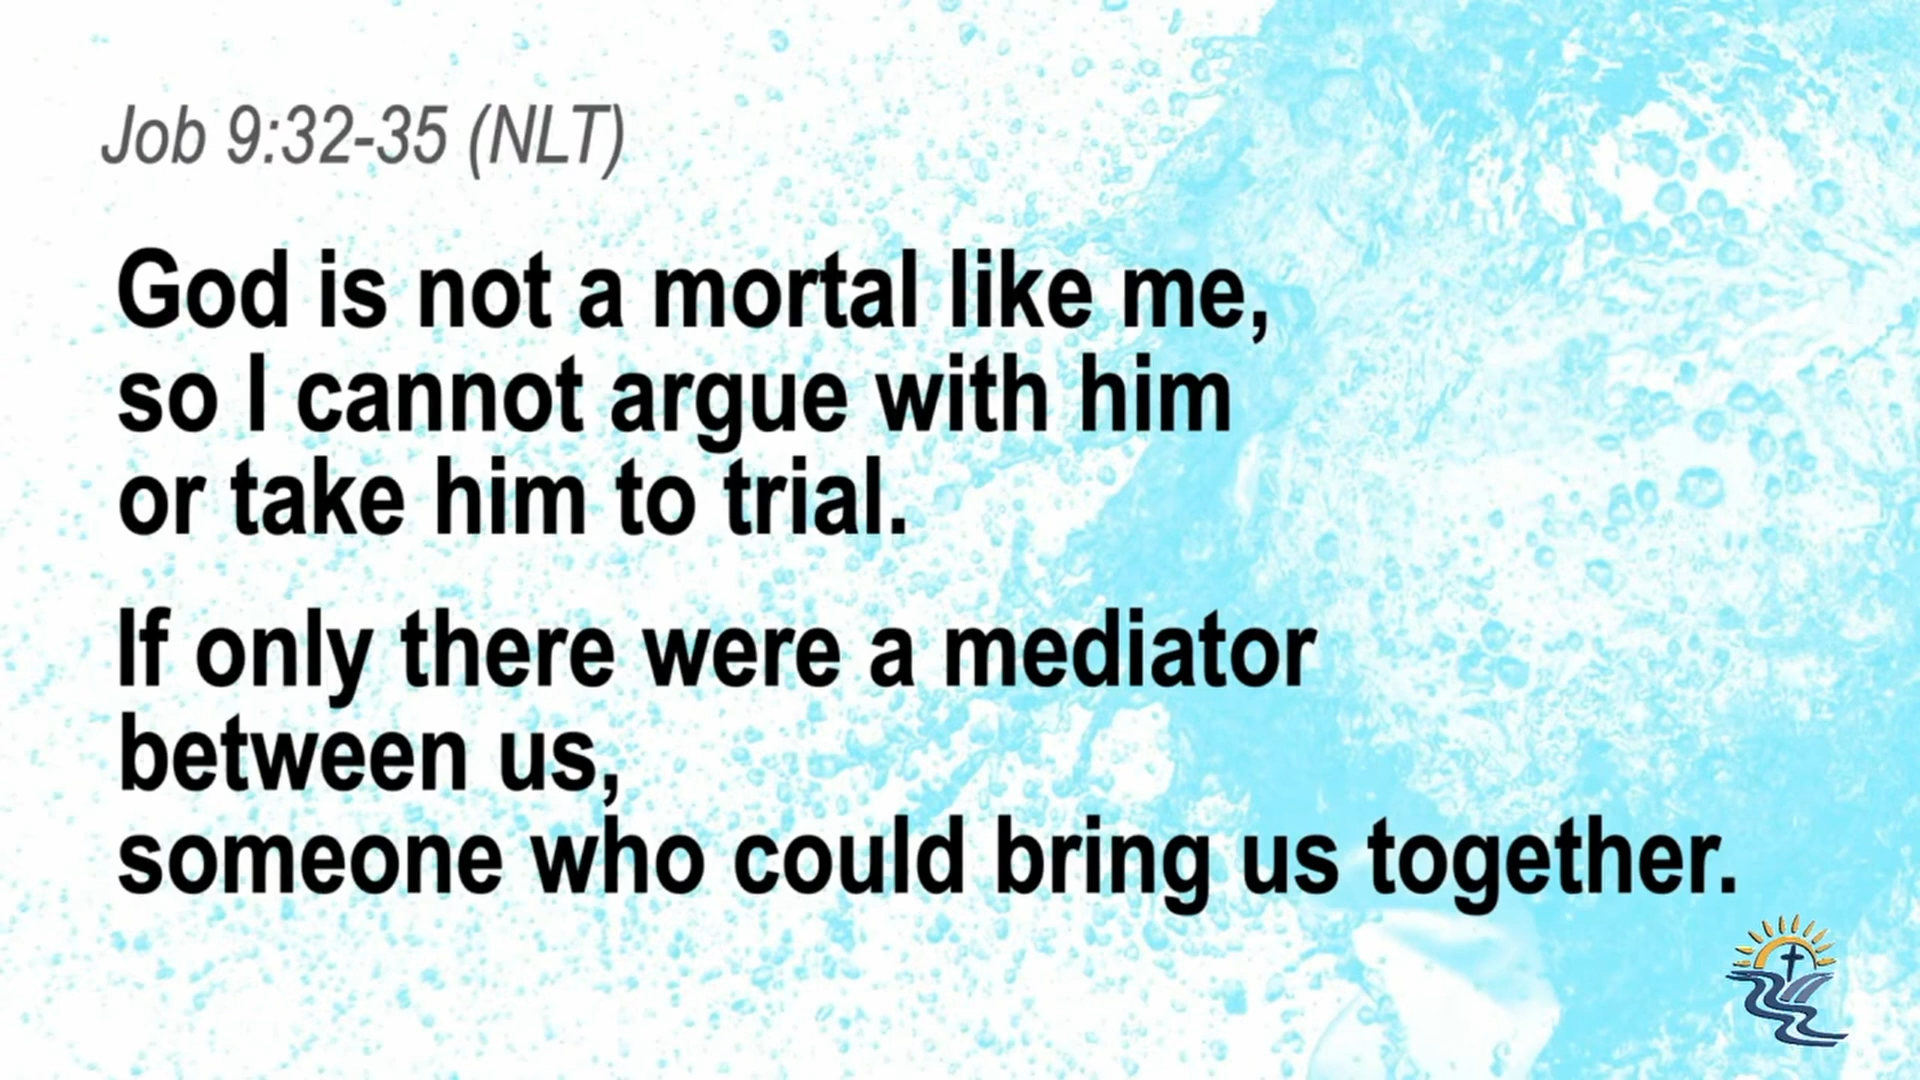 Job 9:32-35 (NLT)
God is not a mortal like me,
so I cannot argue with him
or take him to trial.
If only there were a mediator
between us,
someone who could bring us together.